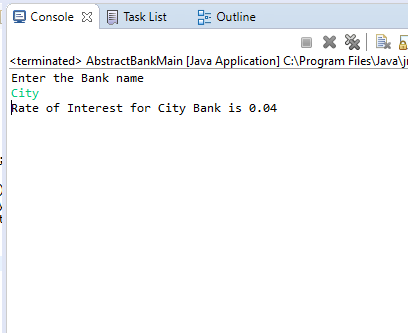 Console Task List Outline
<terminated> AbstractBankMain [Java Application] C:\Program Files\Java\
Enter the Bank name
City
Rate of Interest for City Bank is 0.04